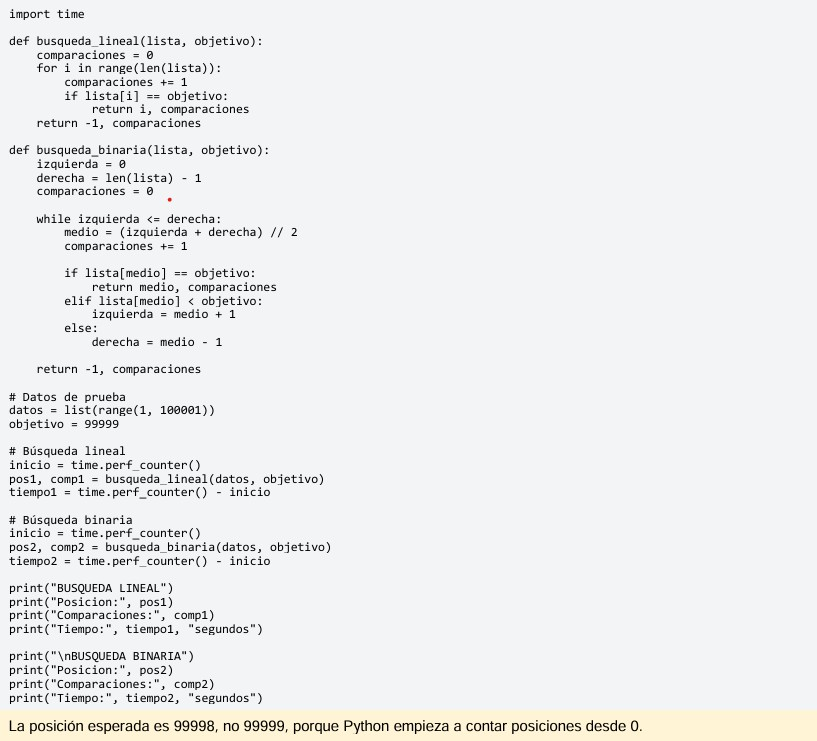 import time

def busqueda_lineal(lista, objetivo):
    comparaciones = 0
    for i in range(len(lista)):
        comparaciones += 1
        if lista[i] == objetivo:
            return i, comparaciones
    return -1, comparaciones

def busqueda_binaria(lista, objetivo):
    izquierda = 0
    derecha = len(lista) - 1
    comparaciones = 0

    while izquierda <= derecha:
        medio = (izquierda + derecha) // 2
        comparaciones += 1

        if lista[medio] == objetivo:
            return medio, comparaciones
        elif lista[medio] < objetivo:
            izquierda = medio + 1
        else:
            derecha = medio - 1

    return -1, comparaciones

# Datos de prueba
datos = list(range(1, 100001))
objetivo = 99999

# Búsqueda lineal
inicio = time.perf_counter()
pos1, comp1 = busqueda_lineal(datos, objetivo)
tiempo1 = time.perf_counter() - inicio

# Búsqueda binaria
inicio = time.perf_counter()
pos2, comp2 = busqueda_binaria(datos, objetivo)
tiempo2 = time.perf_counter() - inicio

print("BUSQUEDA LINEAL")
print("Posicion:", pos1)
print("Comparaciones:", comp1)
print("Tiempo:", tiempo1, "segundos")

print("\nBUSQUEDA BINARIA")
print("Posicion:", pos2)
print("Comparaciones:", comp2)
print("Tiempo:", tiempo2, "segundos")
La posición esperada es 99998, no 99999, porque Python empieza a contar posiciones desde 0.